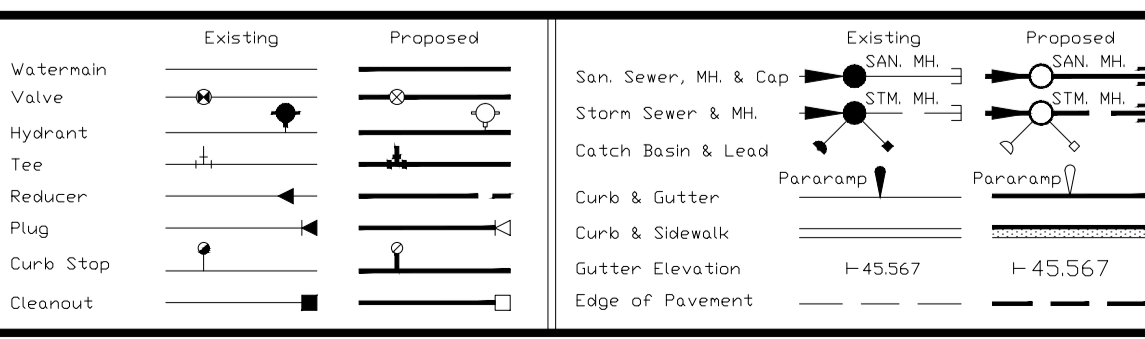 Existing Proposed
Watermain
Valve
Hydrant
Tee
Reducer
Plug
Curb Stop
Cleanout
Existing Proposed
San. Sewer, MH. & Cap SAN. MH. SAN. MH.
Storm Sewer & MH. STM. MH. STM. MH.
Catch Basin & Lead
Pararamp Pararamp
Curb & Gutter
Curb & Sidewalk
Gutter Elevation 45.567 45.567
Edge of Pavement